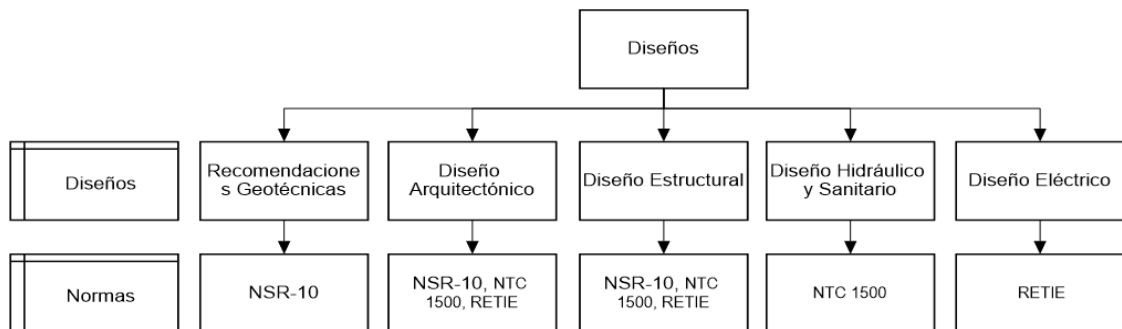 Diseños
Diseños
Recomendacione
s Geotécnicas
Diseño
Arquitectónico
Diseño Estructural
Diseño Hidráulico
y Sanitario
Diseño Eléctrico
Normas
NSR-10
NSR-10, NTC
1500, RETIE
NSR-10, NTC
1500, RETIE
NTC 1500
RETIE